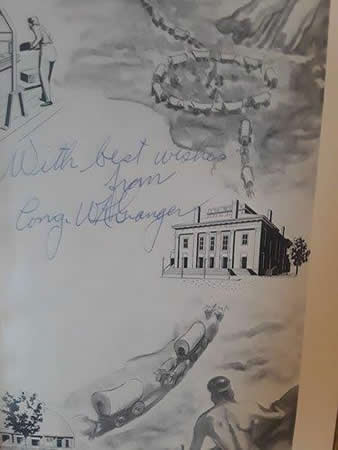 With best wishes
from
Cong. W K Granger